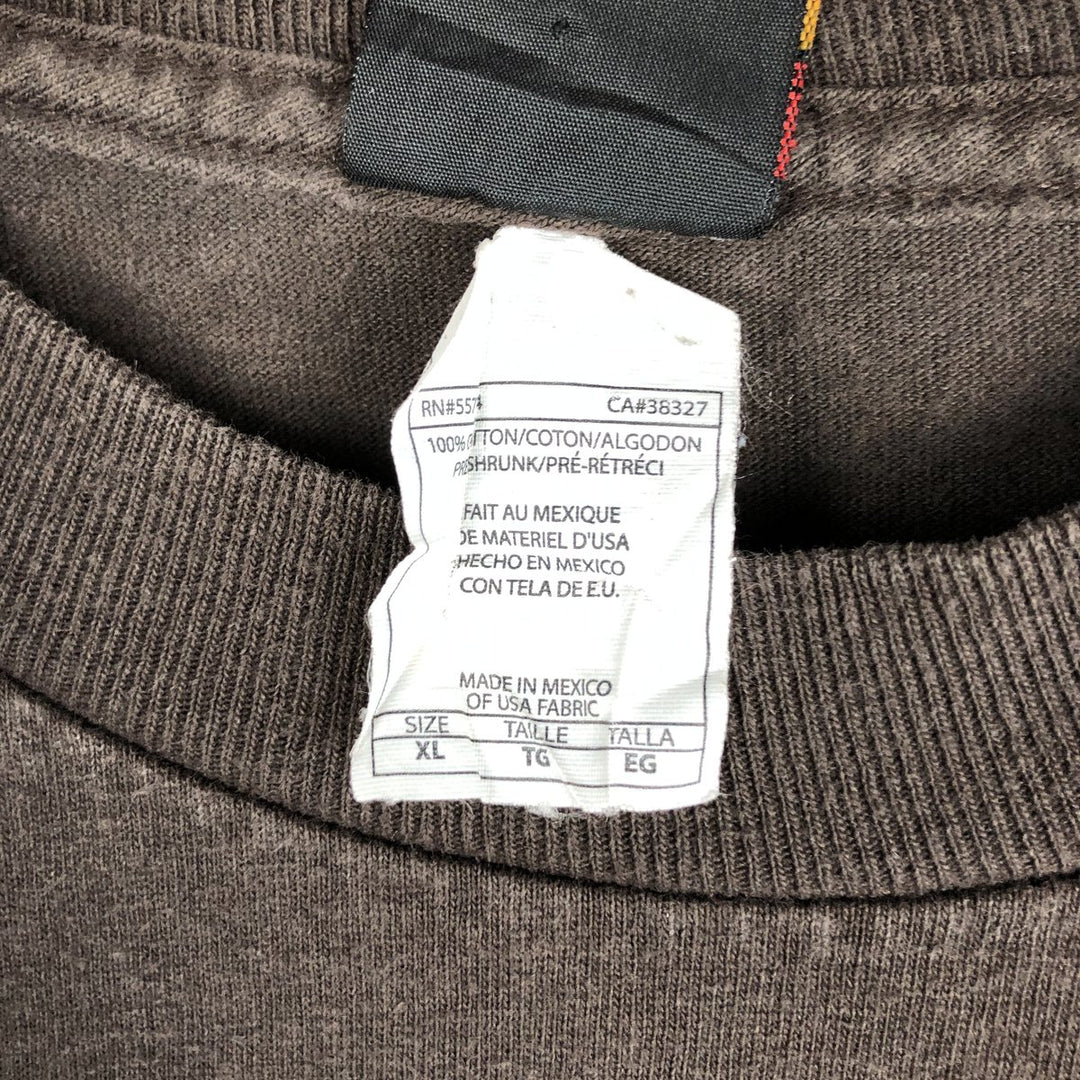 RN#5574 CA#38327
100% COTTON/COTON/ALGODON
PRESHRUNK/PRÉ-RÉTRÉCI
FAIT AU MEXIQUE
DE MATERIEL D'USA
HECHO EN MEXICO
CON TELA DE E.U.
MADE IN MEXICO
OF USA FABRIC
SIZE TAILLE TALLA
XL TG EG